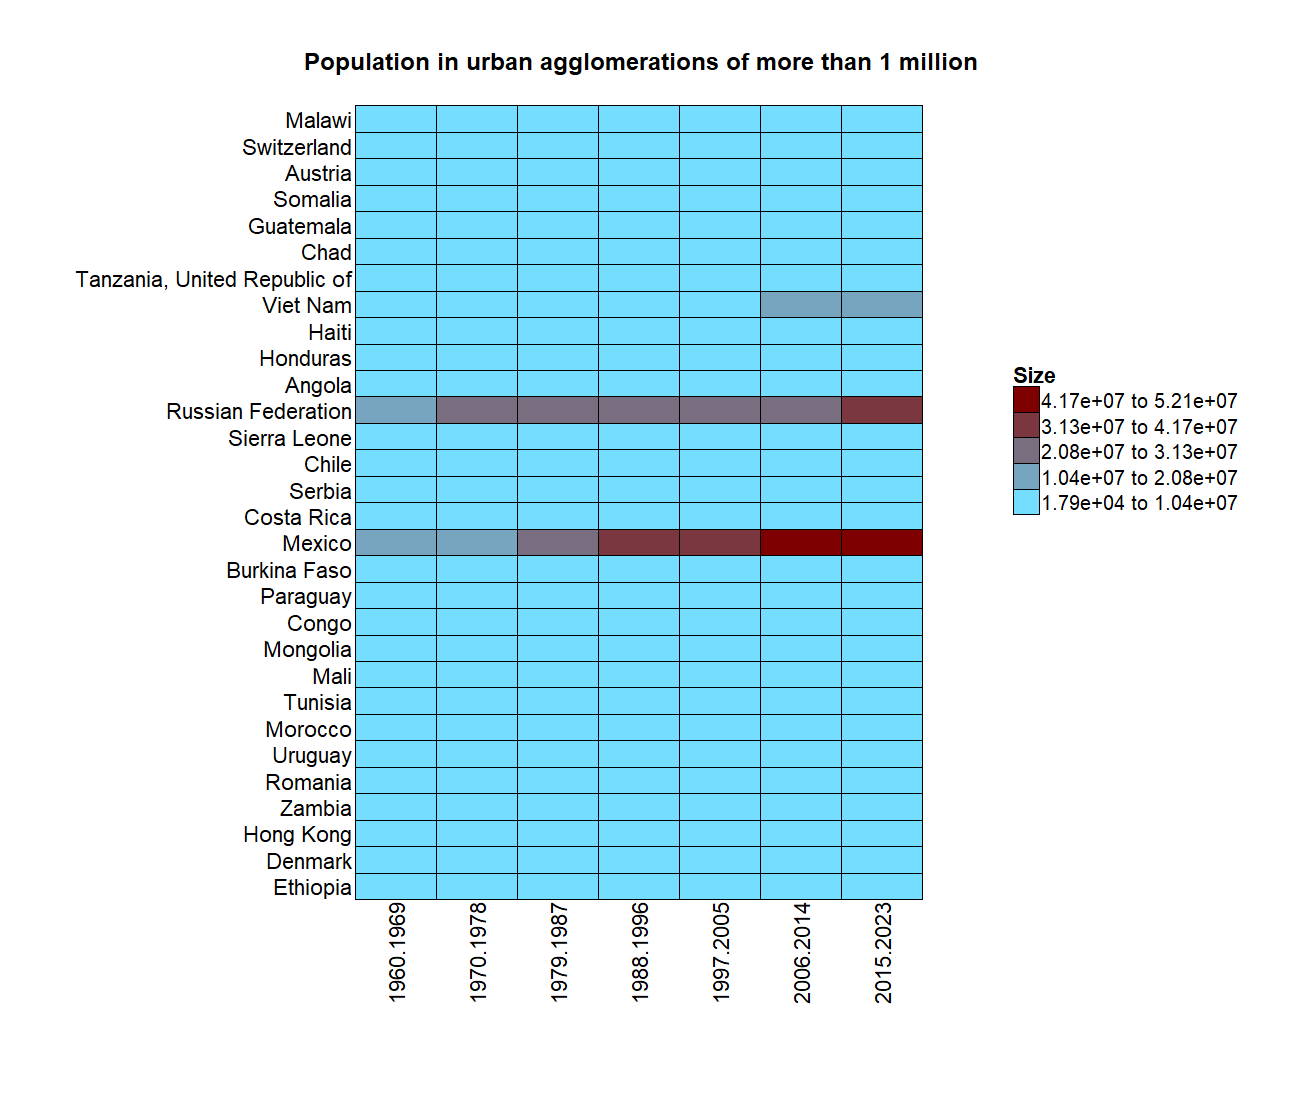 Population in urban agglomerations of more than 1 million
Malawi
Switzerland
Austria
Somalia
Guatemala
Chad
Tanzania, United Republic of
Viet Nam
Haiti
Honduras
Angola
Russian Federation
Sierra Leone
Chile
Serbia
Costa Rica
Mexico
Burkina Faso
Paraguay
Congo
Mongolia
Mali
Tunisia
Morocco
Uruguay
Romania
Zambia
Hong Kong
Denmark
Ethiopia
1960.1969
1970.1978
1979.1987
1988.1996
1997.2005
2006.2014
2015.2023
Size
4.17e+07 to 5.21e+07
3.13e+07 to 4.17e+07
2.08e+07 to 3.13e+07
1.04e+07 to 2.08e+07
1.79e+04 to 1.04e+07